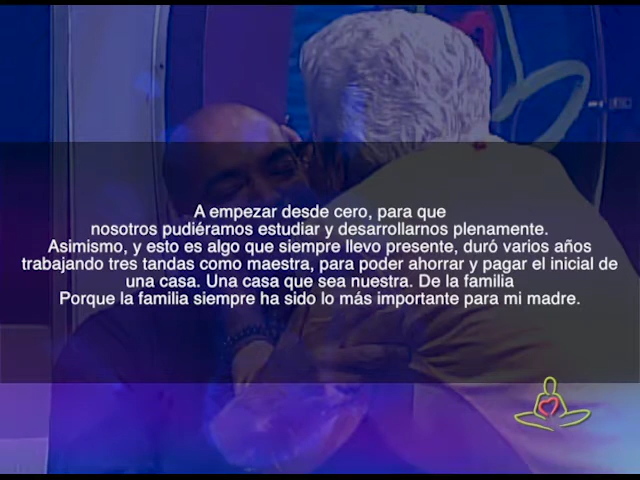 A empezar desde cero, para que
nosotros pudiéramos estudiar y desarrollarnos plenamente.
Asimismo, y esto es algo que siempre llevo presente, duró varios años
trabajando tres tandas como maestra, para poder ahorrar y pagar el inicial de
una casa. Una casa que sea nuestra. De la familia
Porque la familia siempre ha sido lo más importante para mi madre.